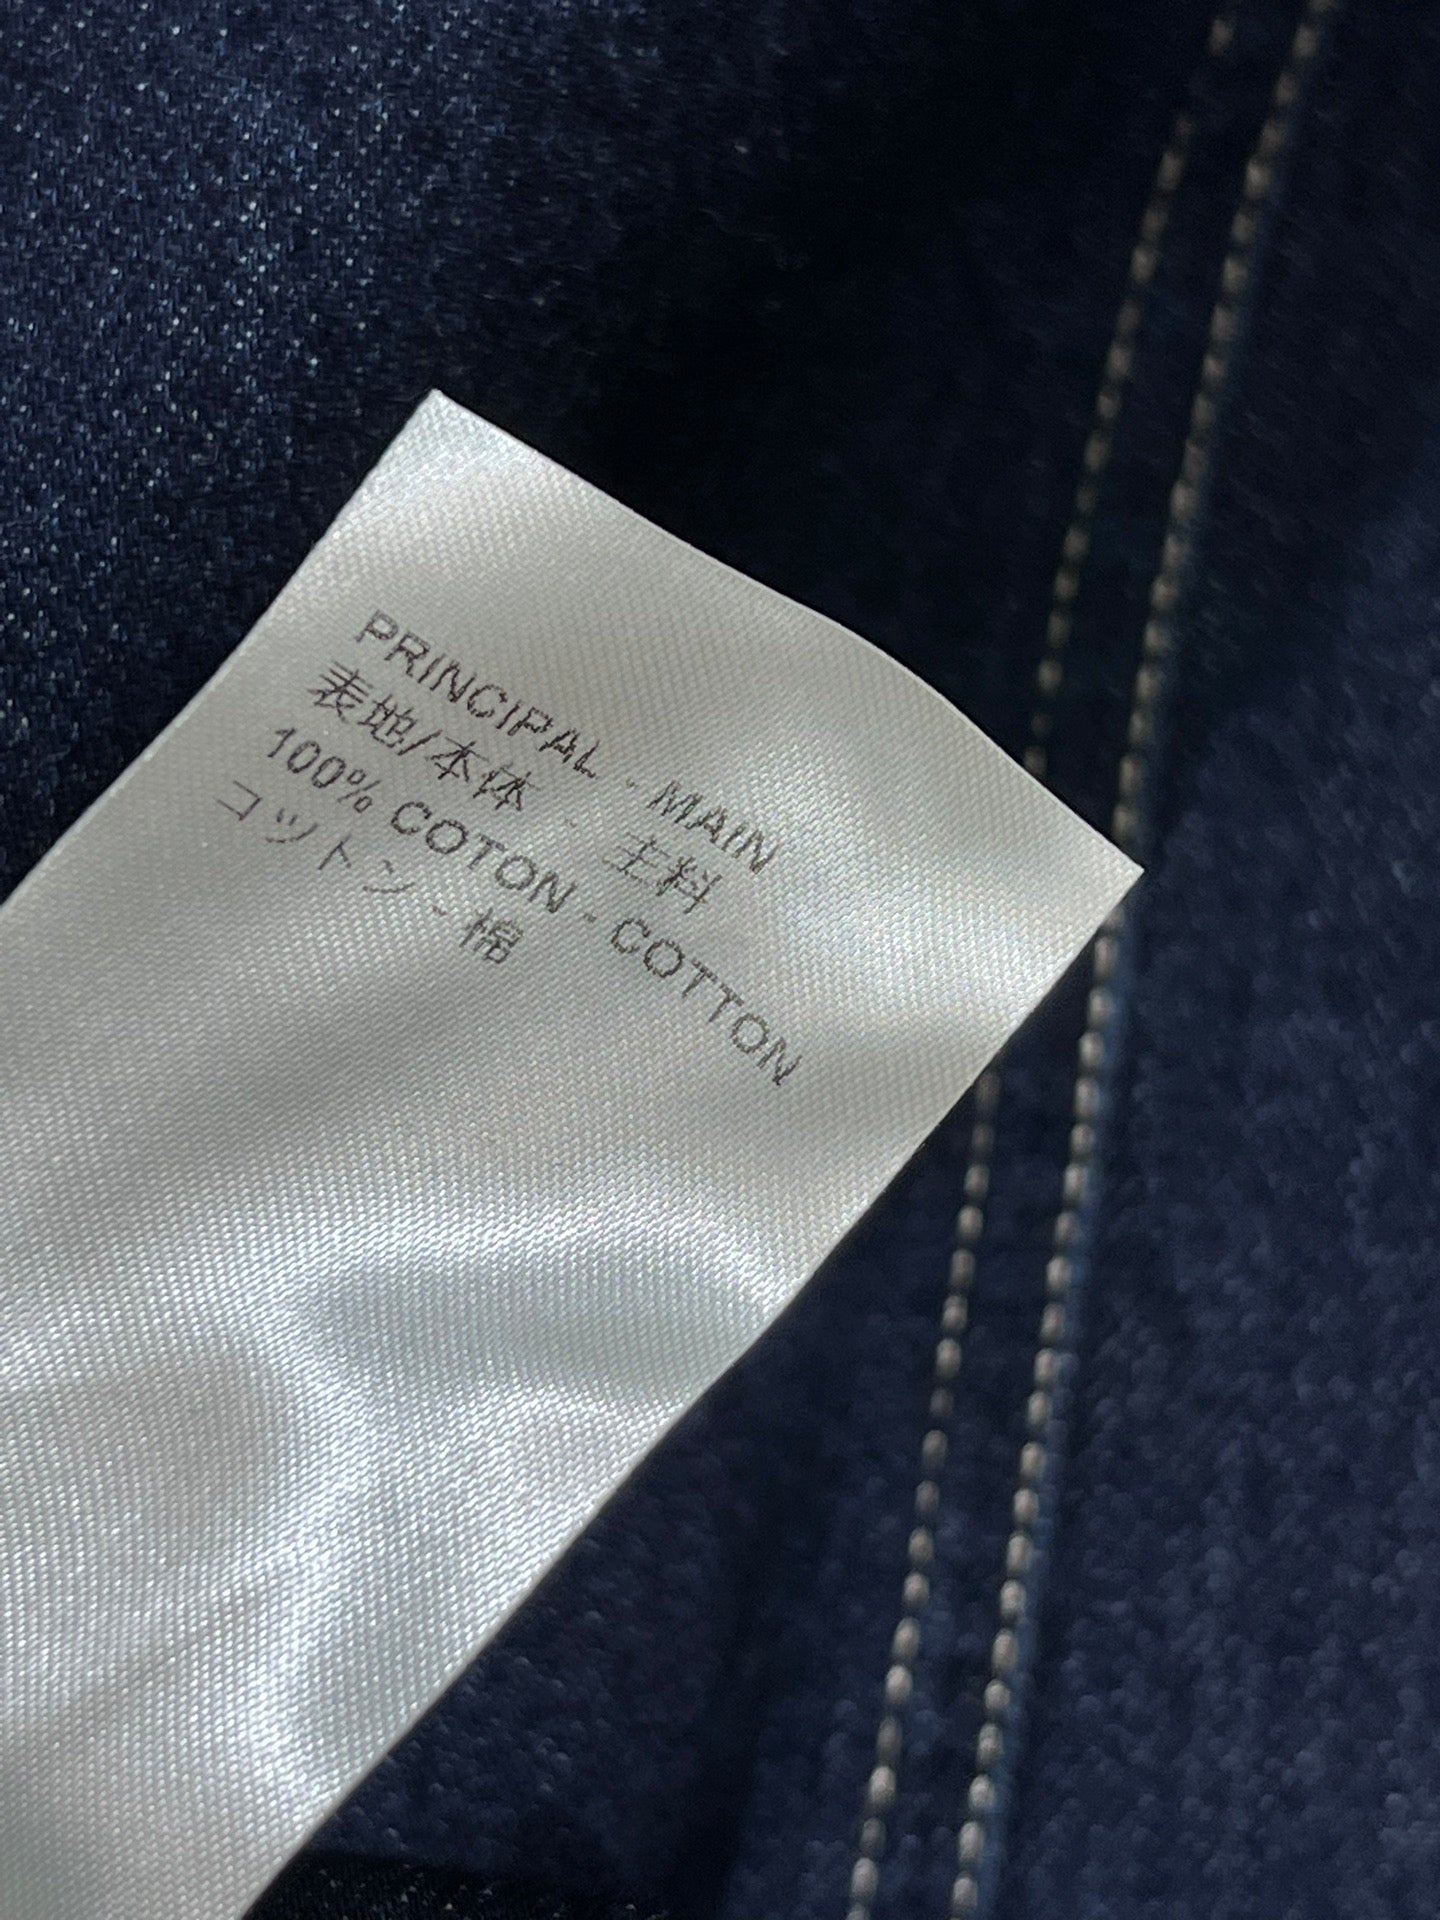 PRINCIPAL - MAIN
表地/本体 - 主料
100% COTON - COTTON
コットン - 棉